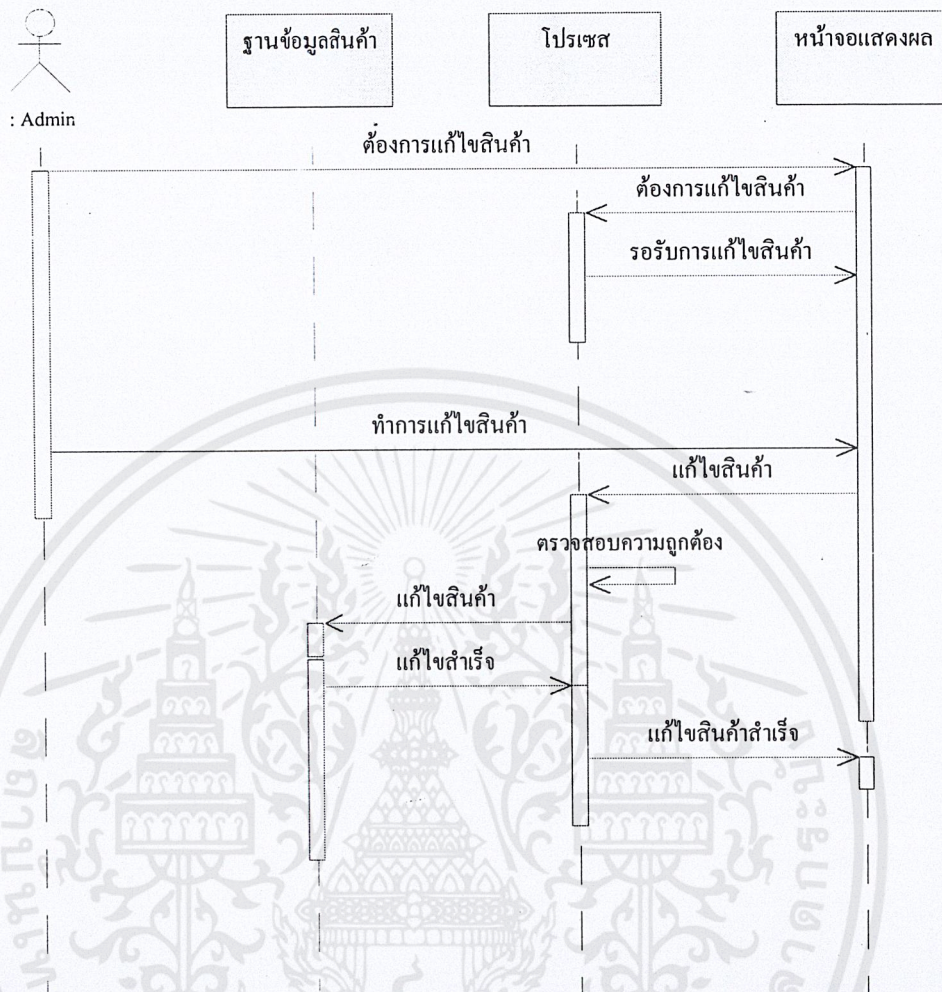 ฐานข้อมูลสินค้า
โปรเซส
หน้าจอแสดงผล
: Admin
ต้องการแก้ไขสินค้า
ต้องการแก้ไขสินค้า
รอรับการแก้ไขสินค้า
ทำการแก้ไขสินค้า
แก้ไขสินค้า
ตรวจสอบความถูกต้อง
แก้ไขสินค้า
แก้ไขสำเร็จ
แก้ไขสินค้าสำเร็จ